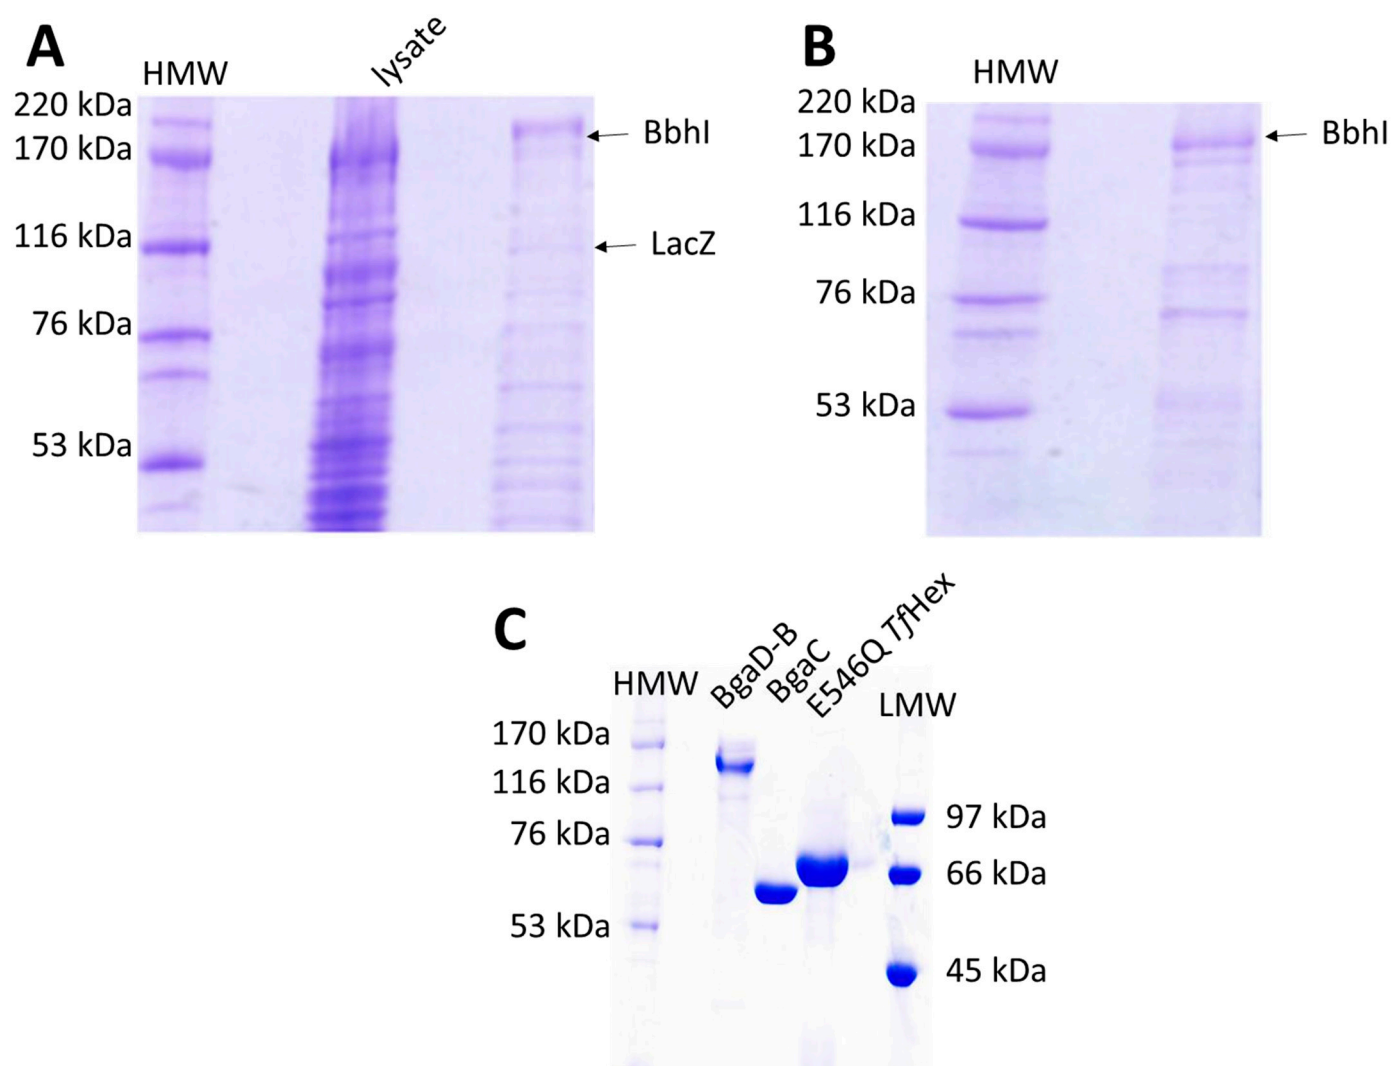 A
HMW
lysate
220 kDa
170 kDa
116 kDa
76 kDa
53 kDa
BbhI
LacZ
B
HMW
220 kDa
170 kDa
116 kDa
76 kDa
53 kDa
BbhI
C
HMW
BgaD-B
BgaC
E546Q TfHex
LMW
170 kDa
116 kDa
76 kDa
53 kDa
97 kDa
66 kDa
45 kDa